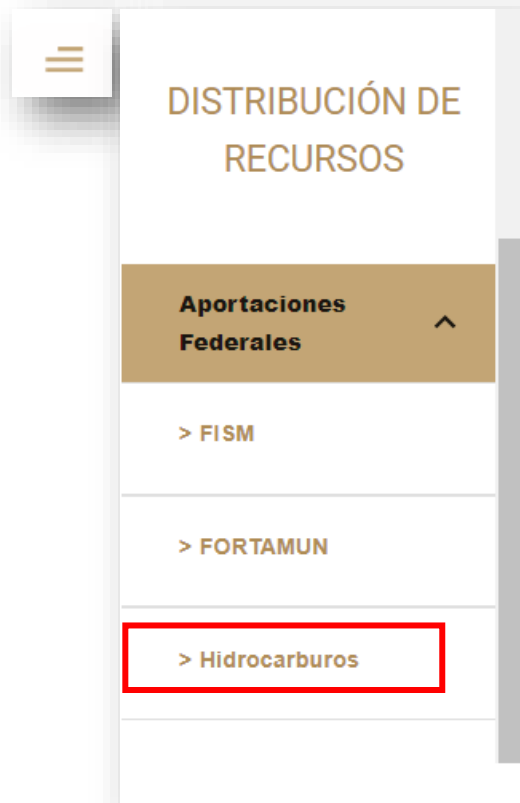 DISTRIBUCIÓN DE
RECURSOS
Aportaciones
Federales
> FISM
> FORTAMUN
> Hidrocarburos